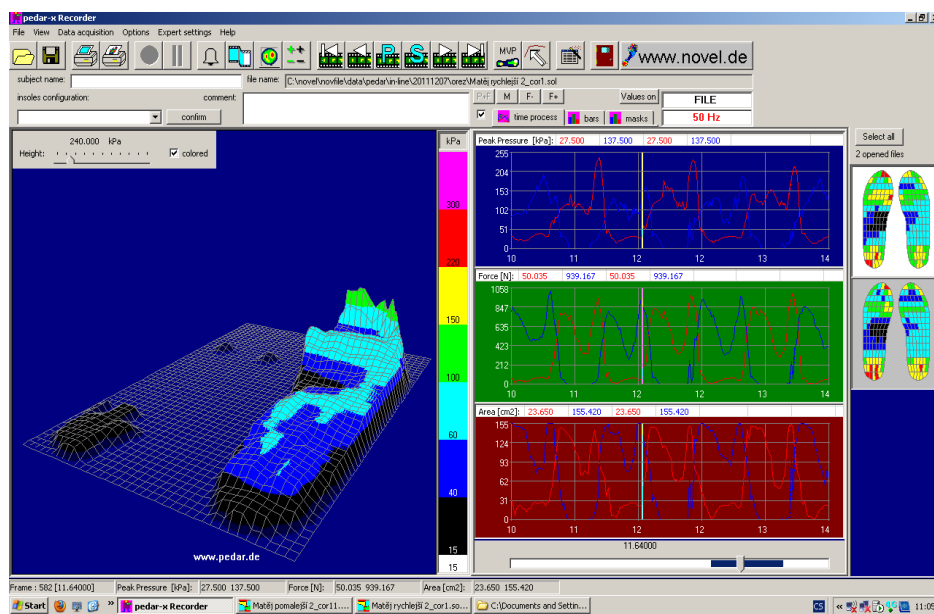 pedar-x Recorder
File View Data acquisition Options Expert settings Help
MVP
www.novel.de
subject name:
file name: C:\novel\novfile\data\pedar\in-line\20111207\orez\Matěj rychlejší 2_cor1.sol
insoles configuration:
comment:
P+F M F- F+
Values on
FILE
confirm
time process
bars
masks
50 Hz
240.000 kPa
Height:
colored
kPa
300
220
150
100
60
40
15
15
www.pedar.de
Peak Pressure [kPa]: 27.500 137.500 27.500 137.500
255
204
153
102
51
0
10 11 12 12 13 14
Force [N]: 50.035 939.167 50.035 939.167
1058
847
635
423
212
0
10 11 12 12 13 14
Area [cm2]: 23.650 155.420 23.650 155.420
155
124
93
62
31
0
10 11 12 12 13 14
11.64000
Select all
2 opened files
Frame : 582 [11.64000] Peak Pressure [kPa]: 27.500 137.500 Force [N]: 50.035 939.167 Area [cm2]: 23.650 155.420
Start
pedar-x Recorder
Matěj pomalejší 2_cor11....
Matěj rychlejší 2_cor1.so...
C:\Documents and Settin...
CS
11:05